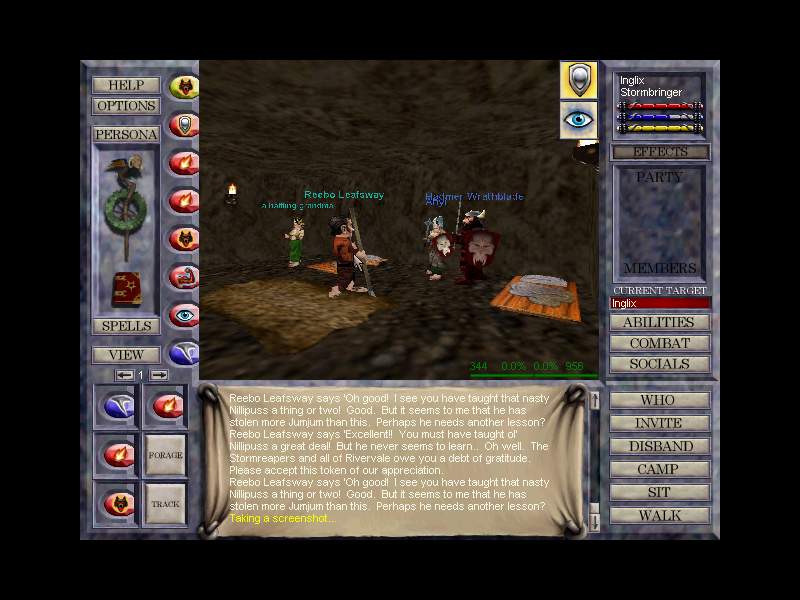 HELP
OPTIONS
PERSONA
SPELLS
VIEW
1
FORAGE
TRACK
Reebo Leafsway
a halfling grandma
Wrathblade
344 0.0% 0.0% 958
Inglix
Stormbringer
EFFECTS
PARTY
MEMBERS
CURRENT TARGET
Inglix
ABILITIES
COMBAT
SOCIALS
WHO
INVITE
DISBAND
CAMP
SIT
WALK
Reebo Leafsway says 'Oh good! I see you have taught that nasty
Nillipuss a thing or two! Good. But it seems to me that he has
stolen more Jumjum than this. Perhaps he needs another lesson?
Reebo Leafsway says 'Excellent!! You must have taught ol'
Nillipuss a great deal! But he never seems to learn... Oh well. The
Stormreapers and all of Rivervale owe you a debt of gratitude.
Please accept this token of our appreciation.
Reebo Leafsway says 'Oh good! I see you have taught that nasty
Nillipuss a thing or two! Good. But it seems to me that he has
stolen more Jumjum than this. Perhaps he needs another lesson?
Taking a screenshot...